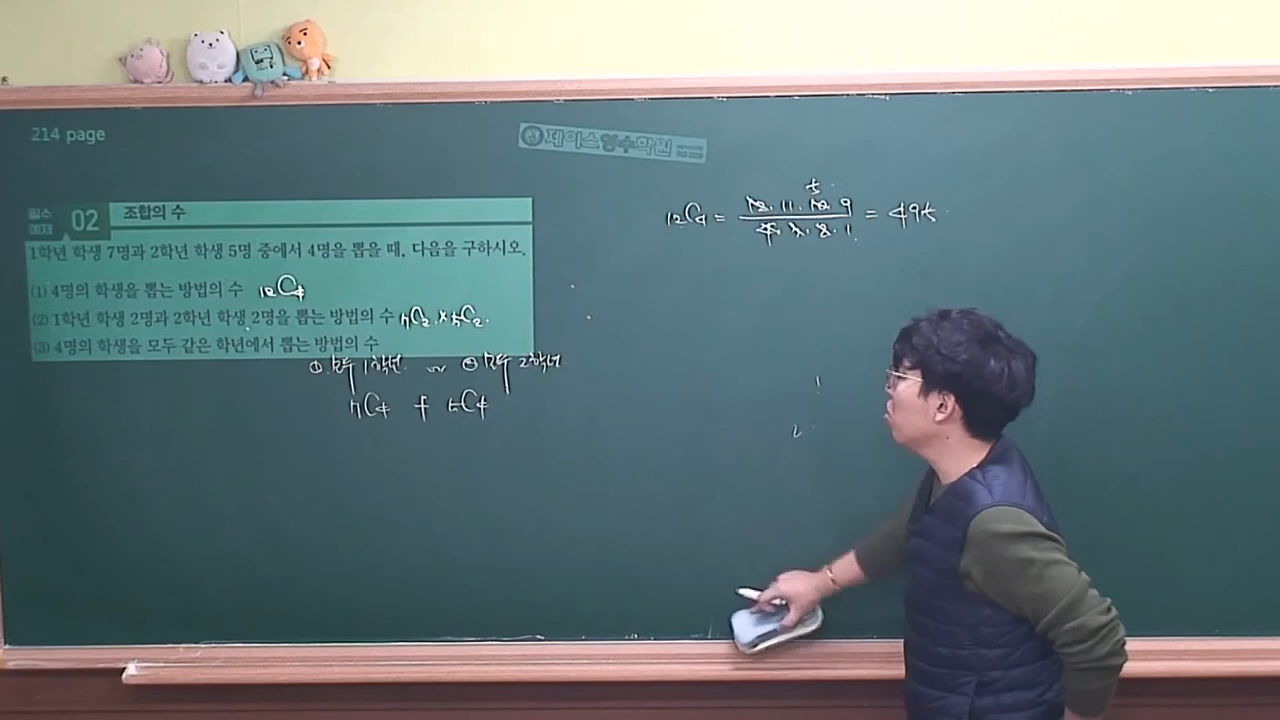 214 page
제이스영수학원
필수 예제 02 조합의 수
1학년 학생 7명과 2학년 학생 5명 중에서 4명을 뽑을 때, 다음을 구하시오.
(1) 4명의 학생을 뽑는 방법의 수 ₁₂C₄
(2) 1학년 학생 2명과 2학년 학생 2명을 뽑는 방법의 수 ₇C₂ × ₅C₂
(3) 4명의 학생을 모두 같은 학년에서 뽑는 방법의 수
① 모두 1학년 or ② 모두 2학년
₇C₄ + ₅C₄
5
₁₂C₄ = 12·11·10·9 / 4·3·2·1 = 495